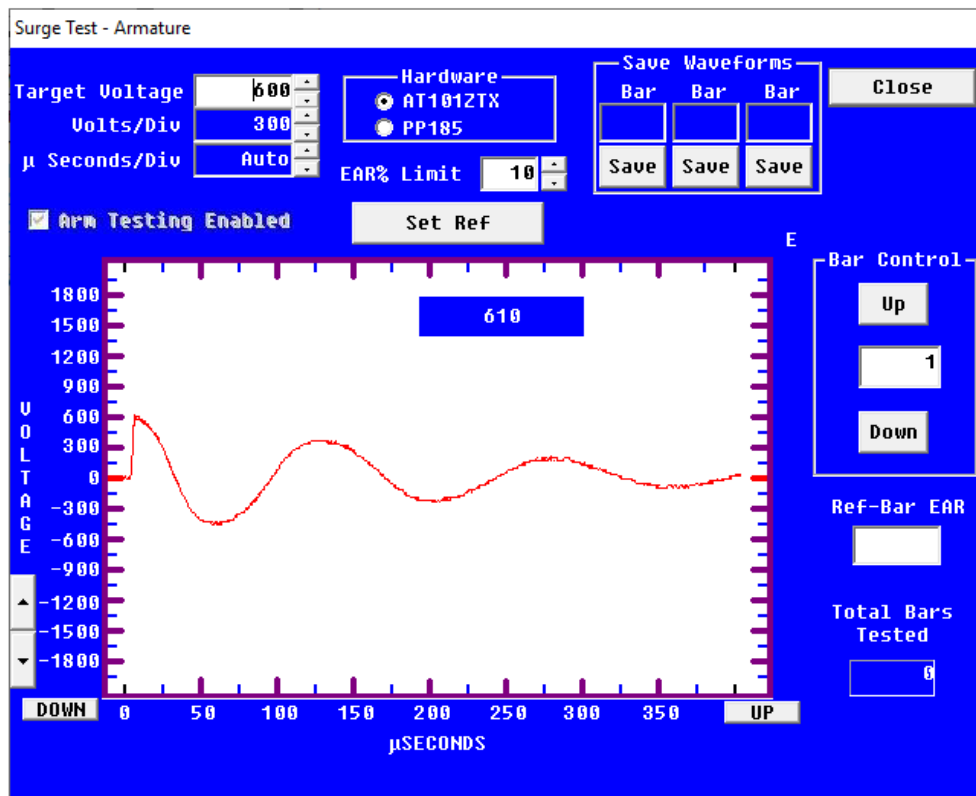 Surge Test - Armature
Target Voltage 600
Volts/Div 300
µ Seconds/Div Auto
Hardware
AT101ZTX
PP185
EAR% Limit 10
Save Waveforms
Bar Bar Bar
Save Save Save
Close
Arm Testing Enabled
Set Ref
E
610
1800
1500
1200
900
600
300
0
-300
-600
-900
-1200
-1500
-1800
VOLTAGE
DOWN
0 50 100 150 200 250 300 350
UP
µSECONDS
Bar Control
Up
1
Down
Ref-Bar EAR
Total Bars
Tested
0